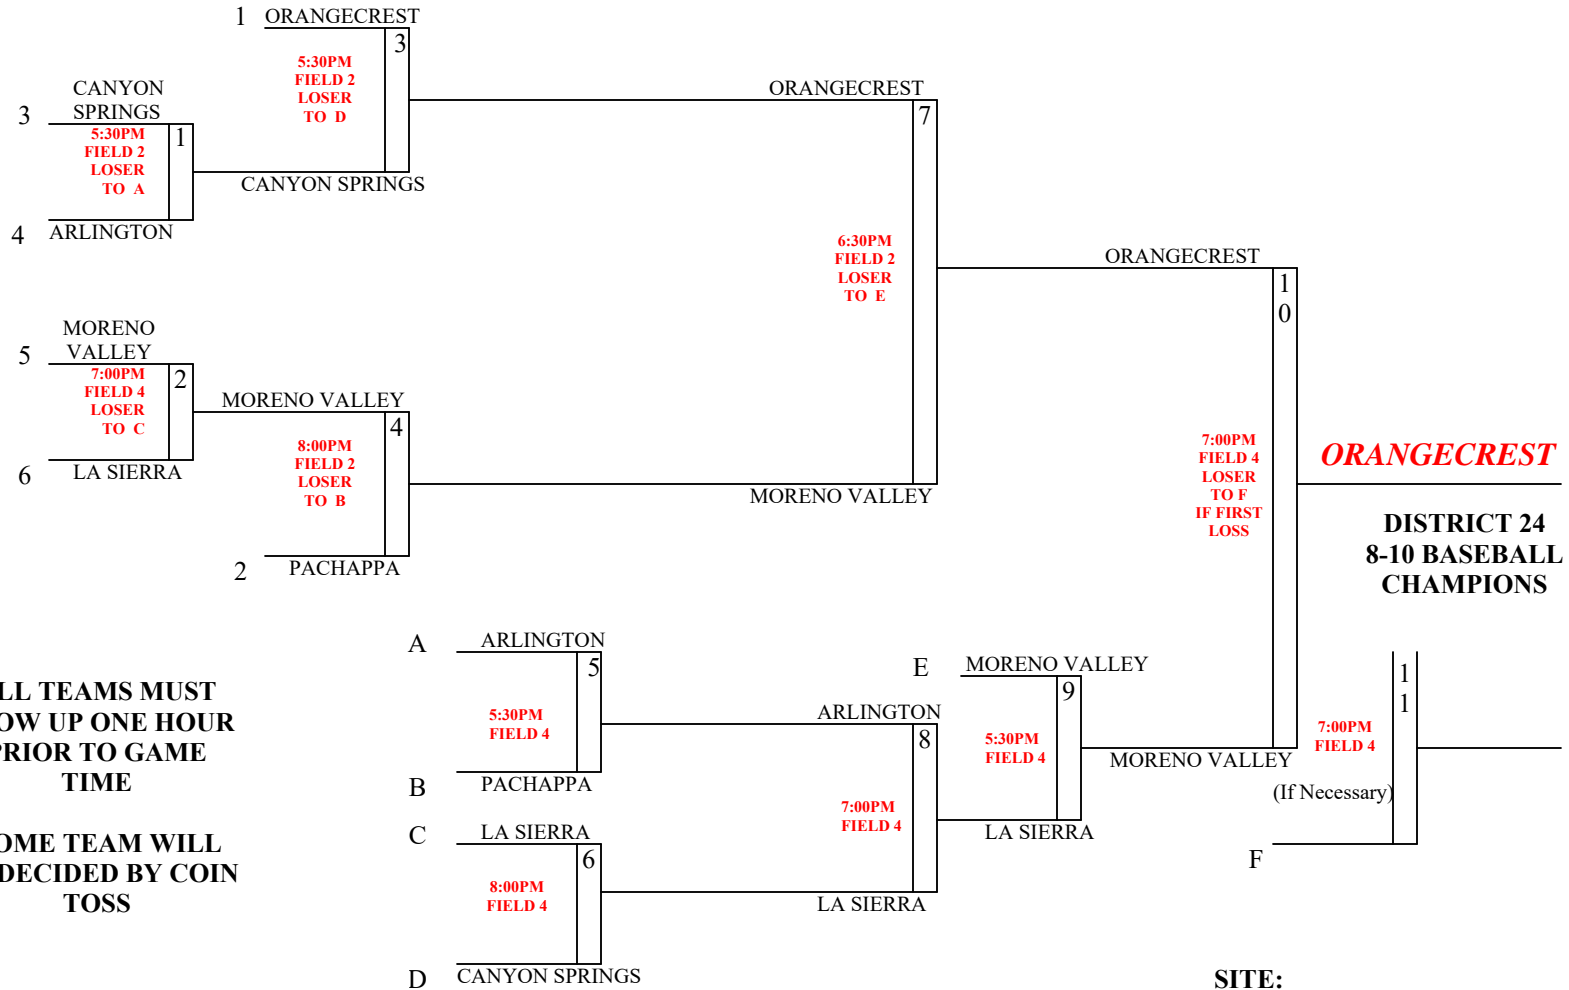 1 ORANGECREST
3
5:30PM
FIELD 2
LOSER
TO D
CANYON
SPRINGS
3
5:30PM
FIELD 2
LOSER
TO A
1
CANYON SPRINGS
4 ARLINGTON
ORANGECREST
7
6:30PM
FIELD 2
LOSER
TO E
ORANGECREST
1
0
MORENO
VALLEY
5
7:00PM
FIELD 4
LOSER
TO C
2
MORENO VALLEY
4
8:00PM
FIELD 2
LOSER
TO B
6 LA SIERRA
MORENO VALLEY
2 PACHAPPA
7:00PM
FIELD 4
LOSER
TO F
IF FIRST
LOSS
ORANGECREST
DISTRICT 24
8-10 BASEBALL
CHAMPIONS
A ARLINGTON
5
5:30PM
FIELD 4
B PACHAPPA
C LA SIERRA
6
8:00PM
FIELD 4
D CANYON SPRINGS
ARLINGTON
8
7:00PM
FIELD 4
LA SIERRA
E MORENO VALLEY
9
5:30PM
FIELD 4
LA SIERRA
MORENO VALLEY
1
1
7:00PM
FIELD 4
(If Necessary)
F
LL TEAMS MUST
OW UP ONE HOUR
PRIOR TO GAME
TIME
OME TEAM WILL
DECIDED BY COIN
TOSS
SITE: